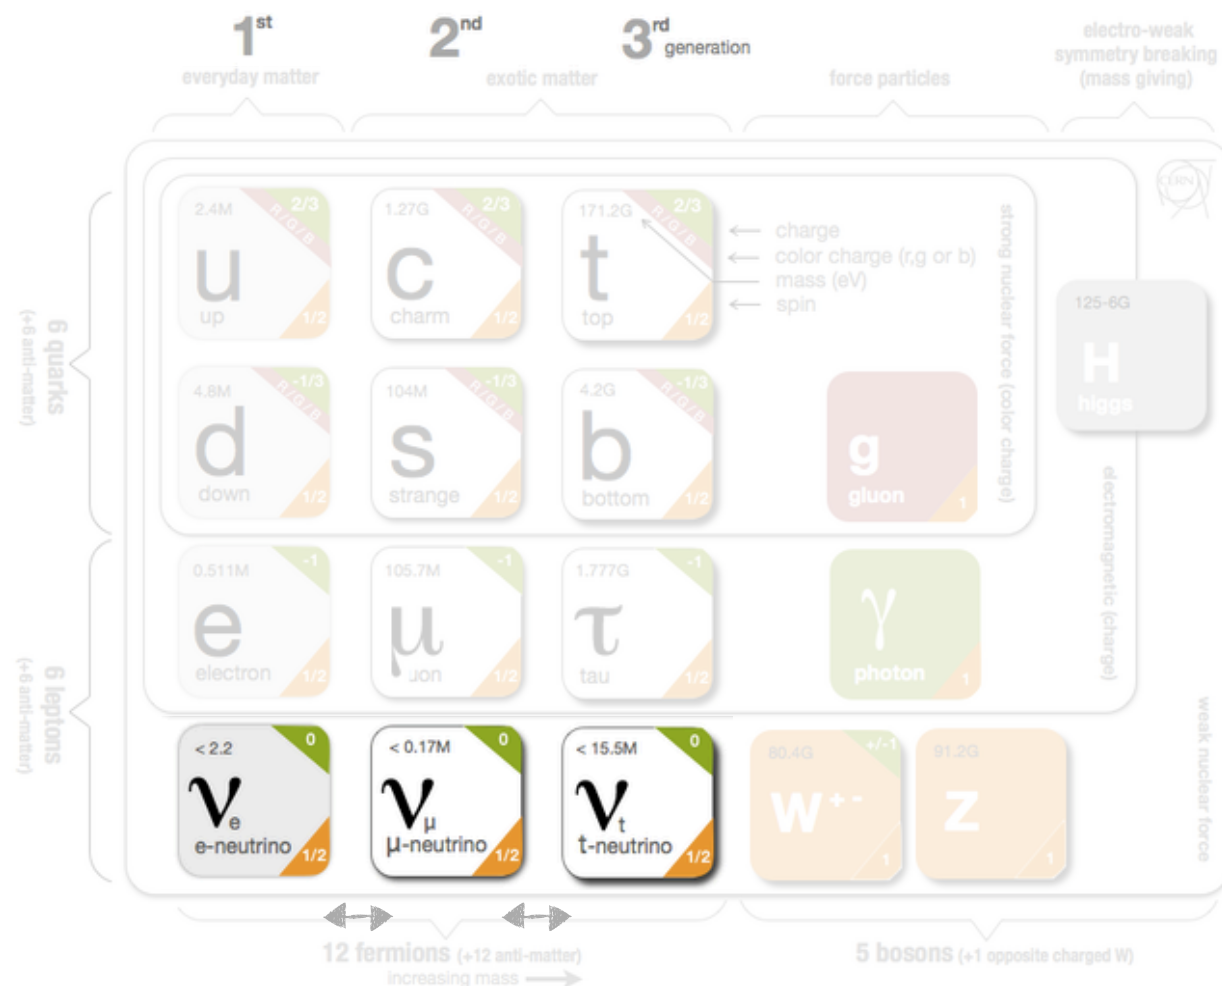 1st
2nd
3rd generation
everyday matter
exotic matter
force particles
electro-weak
symmetry breaking
(mass giving)
CERN
6 quarks
(+6 anti-matter)
6 leptons
(+6 anti-matter)
2.4M
2/3
R/G/B
u
up
1/2
1.27G
2/3
R/G/B
c
charm
1/2
171.2G
2/3
R/G/B
t
top
1/2
charge
color charge (r,g or b)
mass (eV)
spin
strong nuclear force (color charge)
125-6G
H
higgs
4.8M
-1/3
R/G/B
d
down
1/2
104M
-1/3
R/G/B
s
strange
1/2
4.2G
-1/3
R/G/B
b
bottom
1/2
g
gluon
1
electromagnetic (charge)
0.511M
-1
e
electron
1/2
105.7M
-1
μ
uon
1/2
1.777G
-1
τ
tau
1/2
γ
photon
1
weak nuclear force
< 2.2
0
νe
e-neutrino
1/2
< 0.17M
0
νμ
μ-neutrino
1/2
< 15.5M
0
νt
t-neutrino
1/2
80.4G
+/-1
W+-
1
91.2G
Z
1
12 fermions (+12 anti-matter)
increasing mass
5 bosons (+1 opposite charged W)